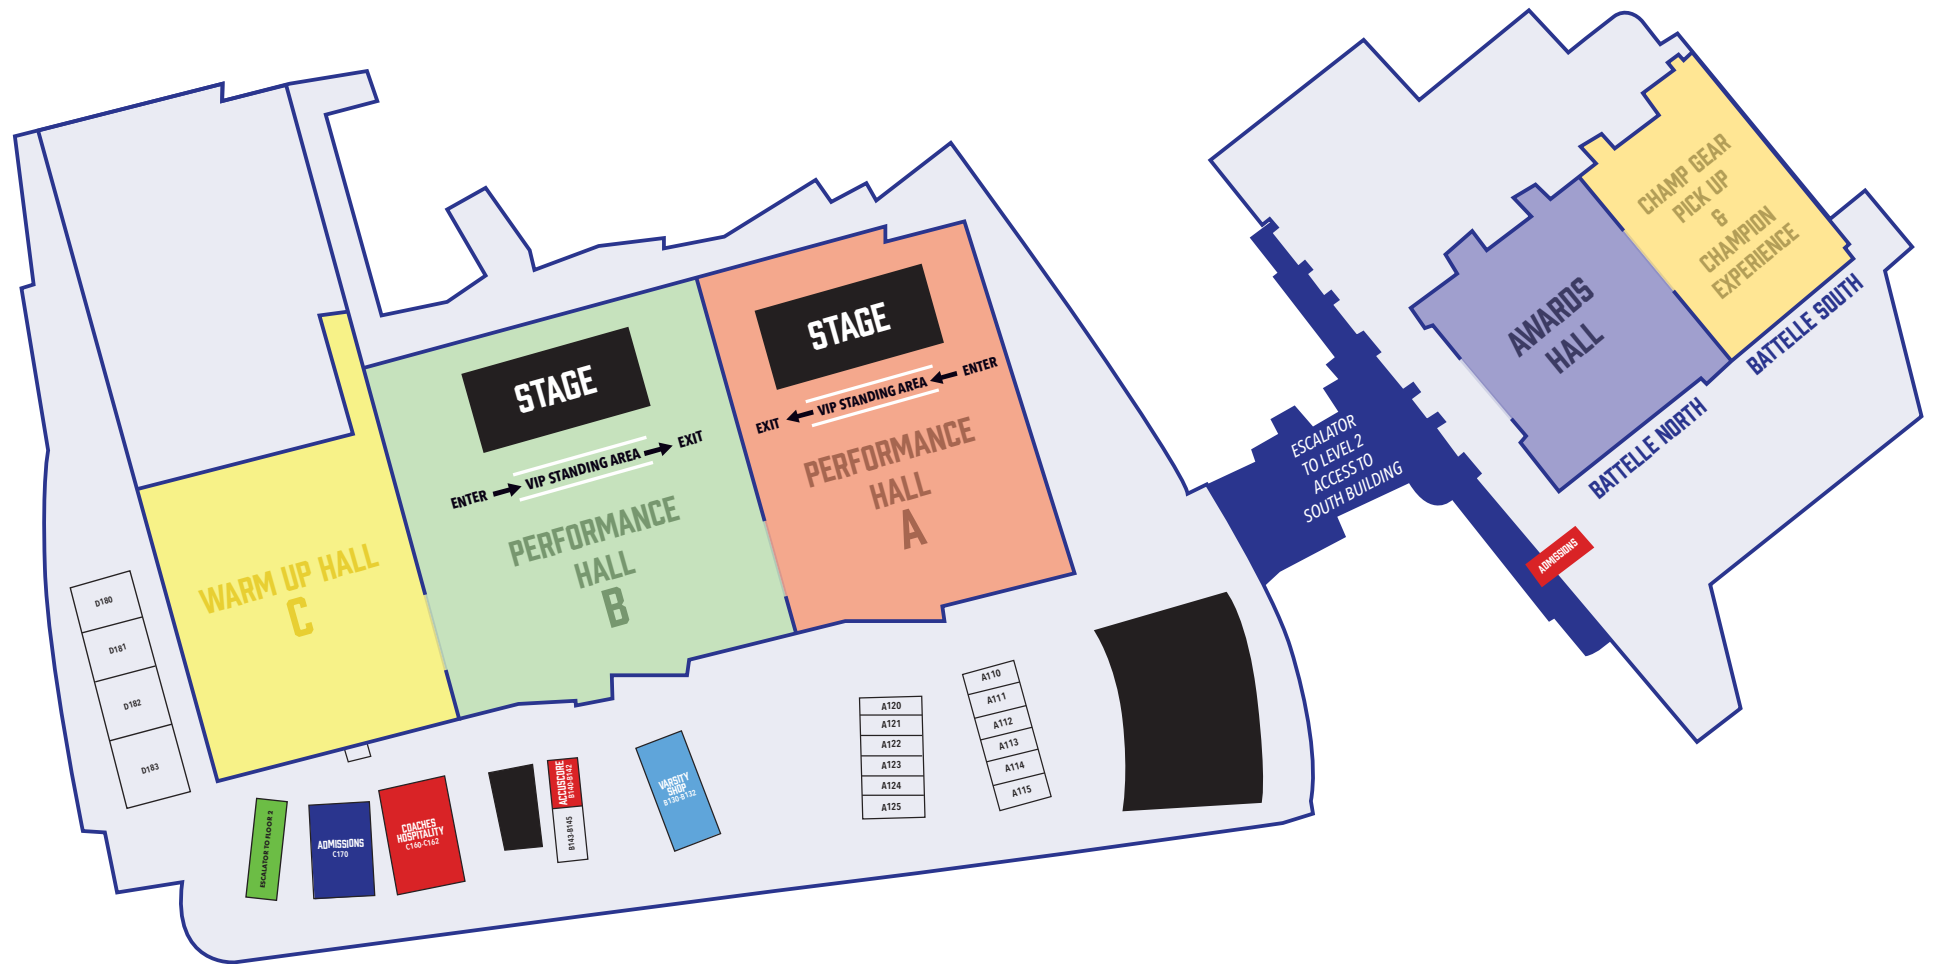 STAGE
ENTER
VIP STANDING AREA
EXIT
PERFORMANCE
HALL
B
STAGE
ENTER
VIP STANDING AREA
EXIT
PERFORMANCE
HALL
A
WARM UP HALL
C
D180
D181
D182
D183
ESCALATOR TO FLOOR 2
ADMISSIONS
C170
COACHES
HOSPITALITY
C160-C162
ACCUSCORE
B140-B142
B143-B145
VARSITY
SHOP
B130-B132
A120
A121
A122
A123
A124
A125
A110
A111
A112
A113
A114
A115
ESCALATOR
TO LEVEL 2
ACCESS TO
SOUTH BUILDING
AWARDS
HALL
CHAMP GEAR
PICK UP
&
CHAMPION
EXPERIENCE
BATTELLE SOUTH
BATTELLE NORTH
ADMISSIONS